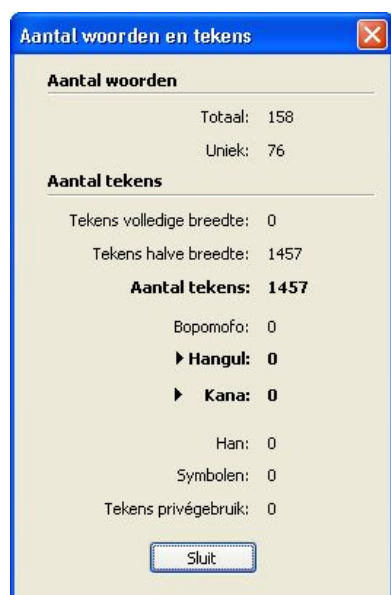 Aantal woorden en tekens
Aantal woorden
Totaal: 158
Uniek: 76
Aantal tekens
Tekens volledige breedte: 0
Tekens halve breedte: 1457
Aantal tekens: 1457
Bopomofo: 0
Hangul: 0
Kana: 0
Han: 0
Symbolen: 0
Tekens privégebruik: 0
Sluit